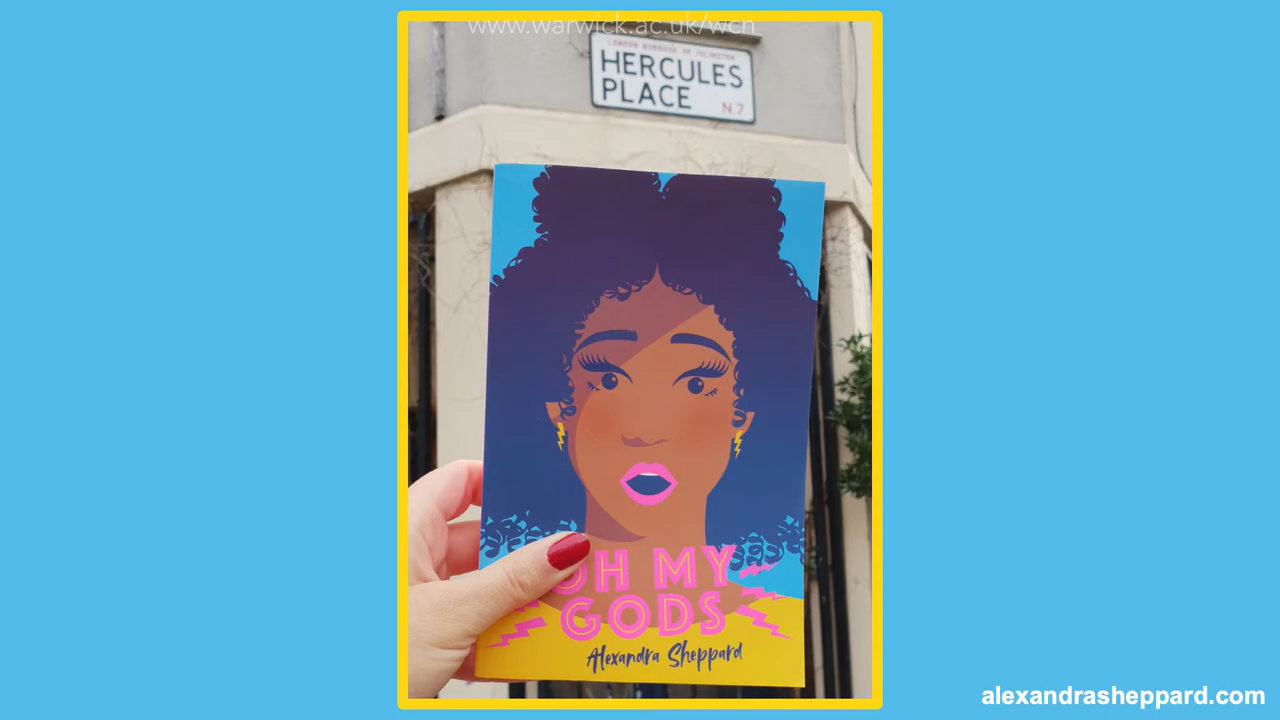 www.warwick.ac.uk/wcn
LONDON BOROUGH OF ISLINGTON
HERCULES
PLACE
N.7
OH MY
GODS
Alexandra Sheppard
alexandrasheppard.com